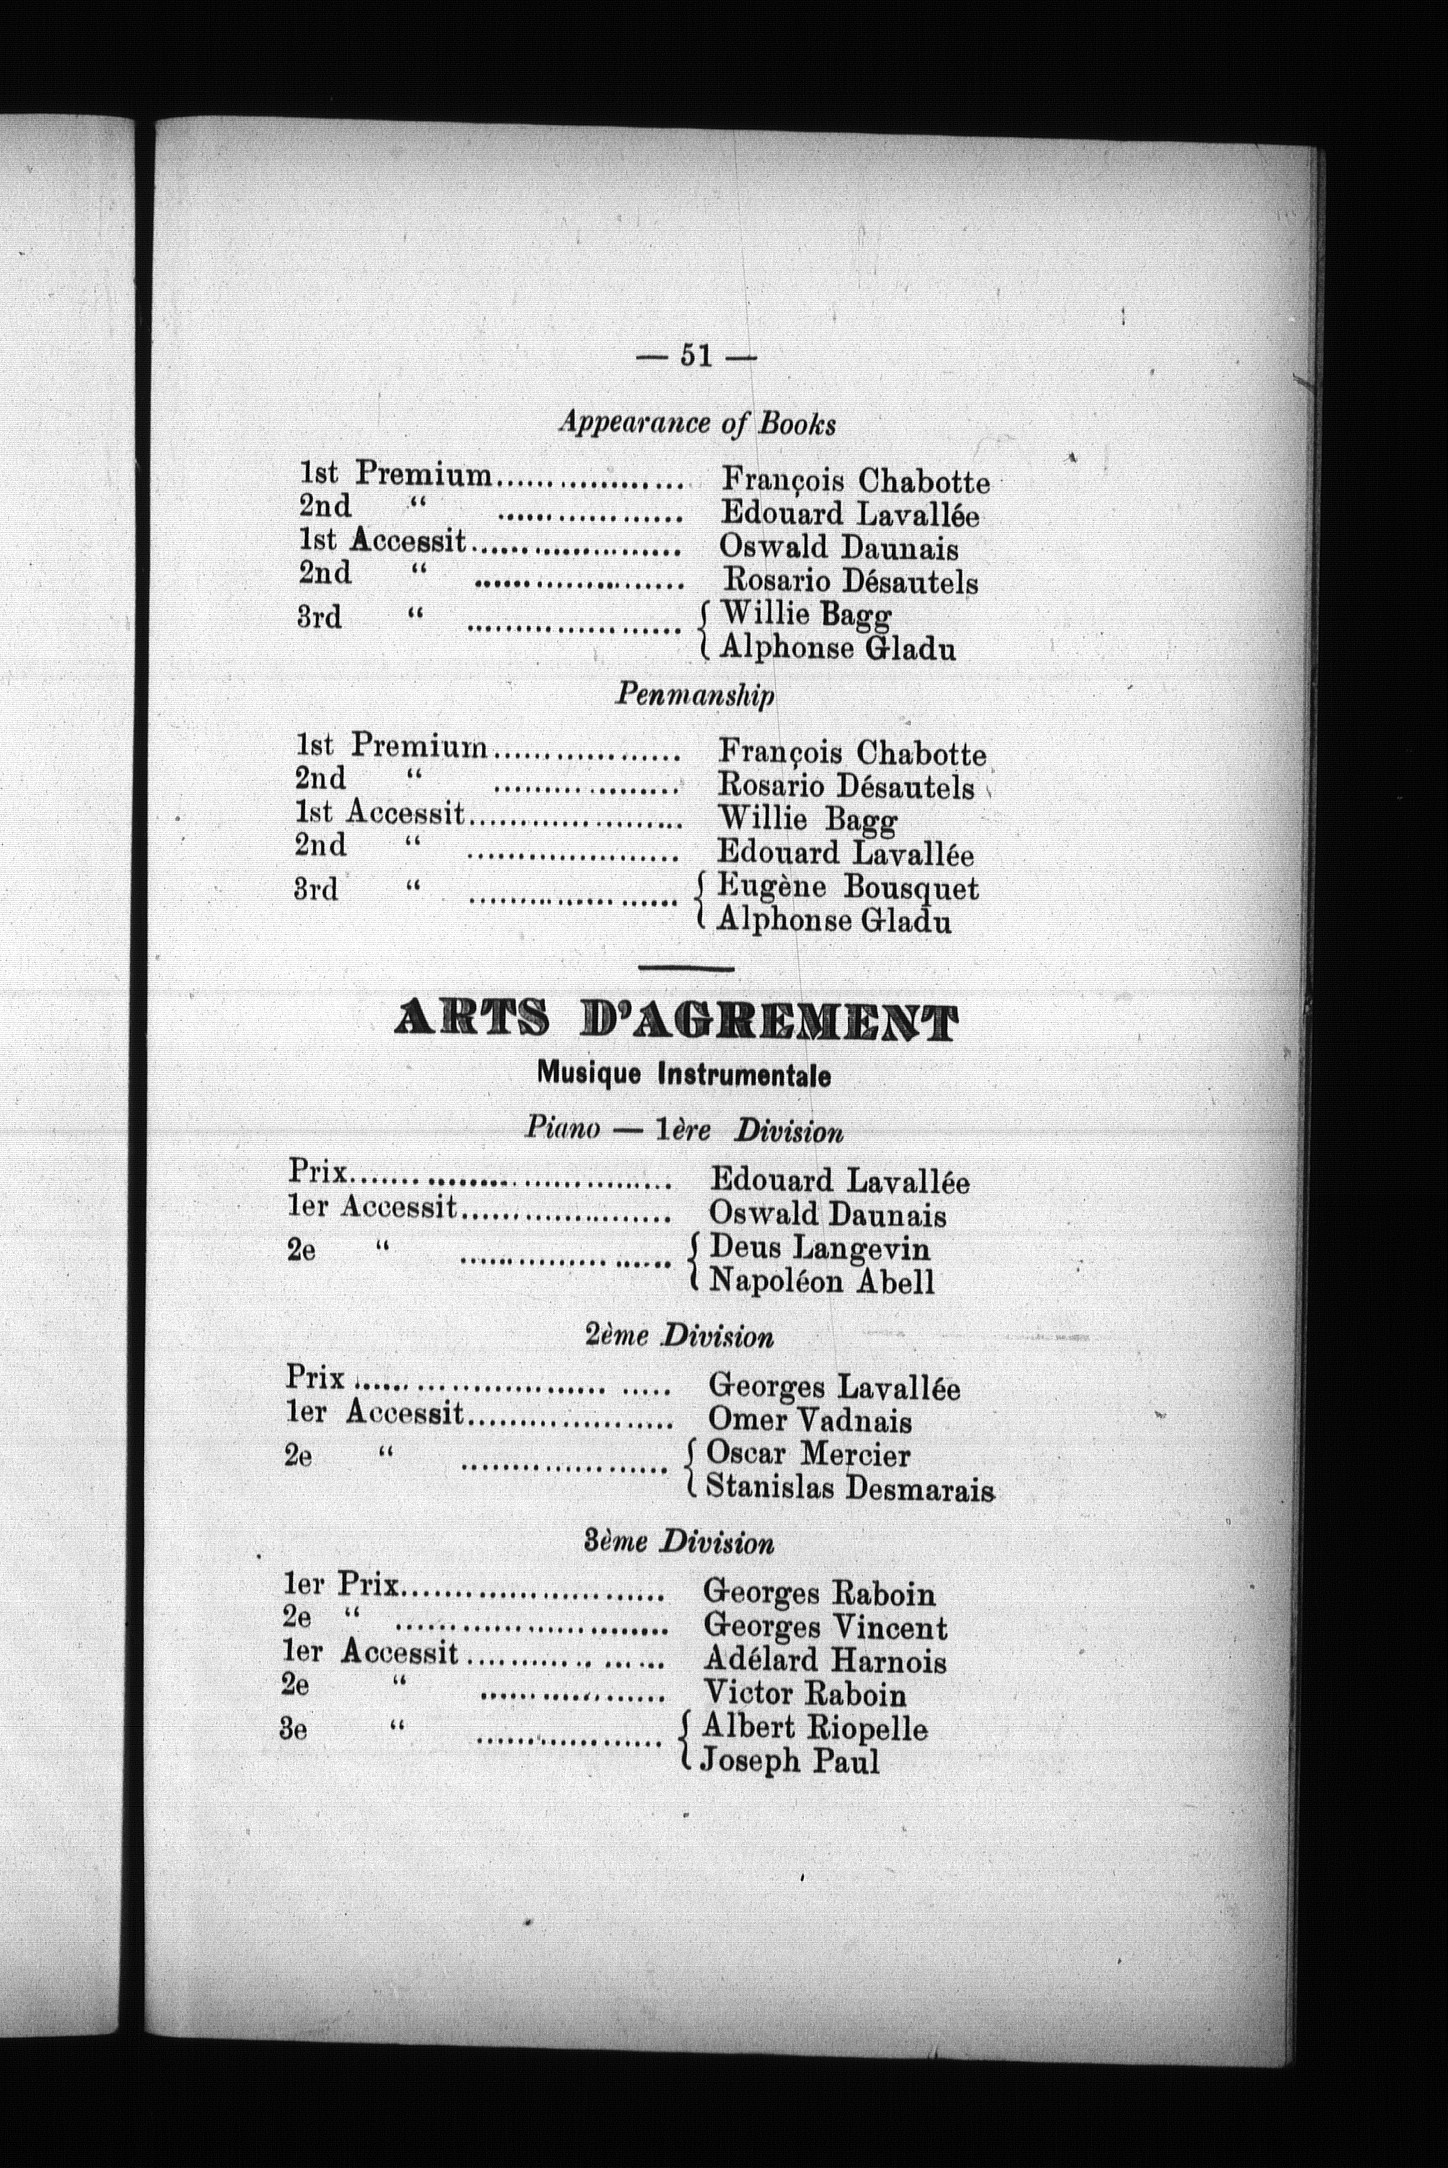 — 51 —
Appearance of Books
1st Premium.................. François Chabotte
2nd “ .................. Edouard Lavallée
1st Accessit..................... Oswald Daunais
2nd “ ..................... Rosario Désautels
3rd “ ..................... { Willie Bagg
{ Alphonse Gladu
Penmanship
1st Premium.................. François Chabotte
2nd “ .................. Rosario Désautels
1st Accessit..................... Willie Bagg
2nd “ ..................... Edouard Lavallée
3rd “ ..................... { Eugène Bousquet
{ Alphonse Gladu
ARTS D’AGREMENT
Musique Instrumentale
Piano — 1ère Division
Prix................................ Edouard Lavallée
1er Accessit..................... Oswald Daunais
2e “ ..................... { Deus Langevin
{ Napoléon Abell
2ème Division
Prix ............................... Georges Lavallée
1er Accessit.................... Omer Vadnais
2e “ .................... { Oscar Mercier
{ Stanislas Desmarais
3ème Division
1er Prix.......................... Georges Raboin
2e “ .......................... Georges Vincent
1er Accessit................... Adélard Harnois
2e “ .................. Victor Raboin
3e “ .................. { Albert Riopelle
{ Joseph Paul